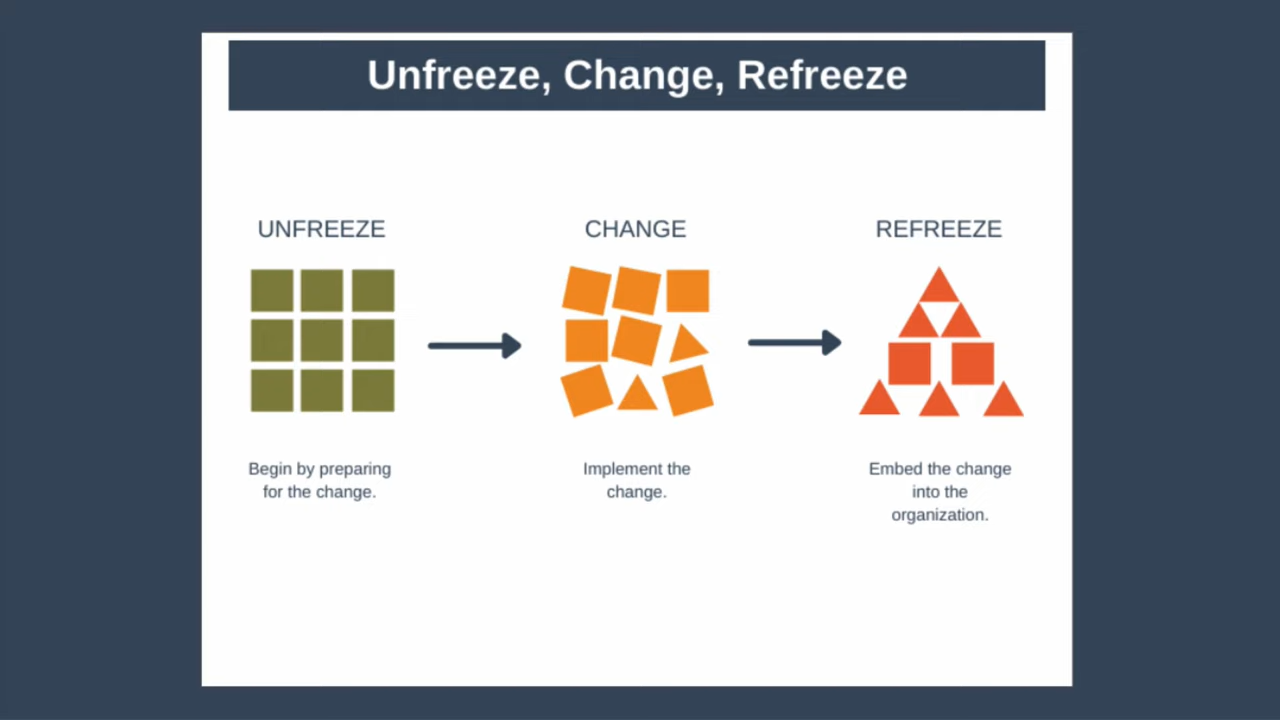 Unfreeze, Change, Refreeze
UNFREEZE
CHANGE
REFREEZE
Begin by preparing
for the change.
Implement the
change.
Embed the change
into the
organization.